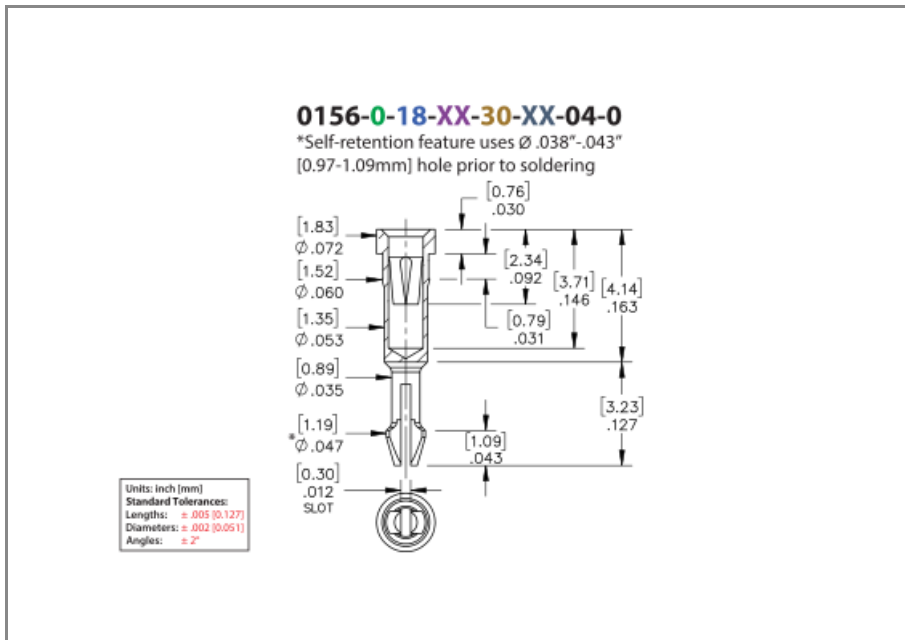 0156-0-18-XX-30-XX-04-0
*Self-retention feature uses Ø .038"-.043"
[0.97-1.09mm] hole prior to soldering
[0.76]
.030
[1.83]
Ø.072
[2.34]
.092
[3.71]
.146
[4.14]
.163
[1.52]
Ø.060
[0.79]
.031
[1.35]
Ø.053
[0.89]
Ø.035
[3.23]
.127
[1.19]
*Ø.047
[1.09]
.043
[0.30]
.012
SLOT
Units: inch [mm]
Standard Tolerances:
Lengths: ± .005 [0.127]
Diameters: ± .002 [0.051]
Angles: ± 2°